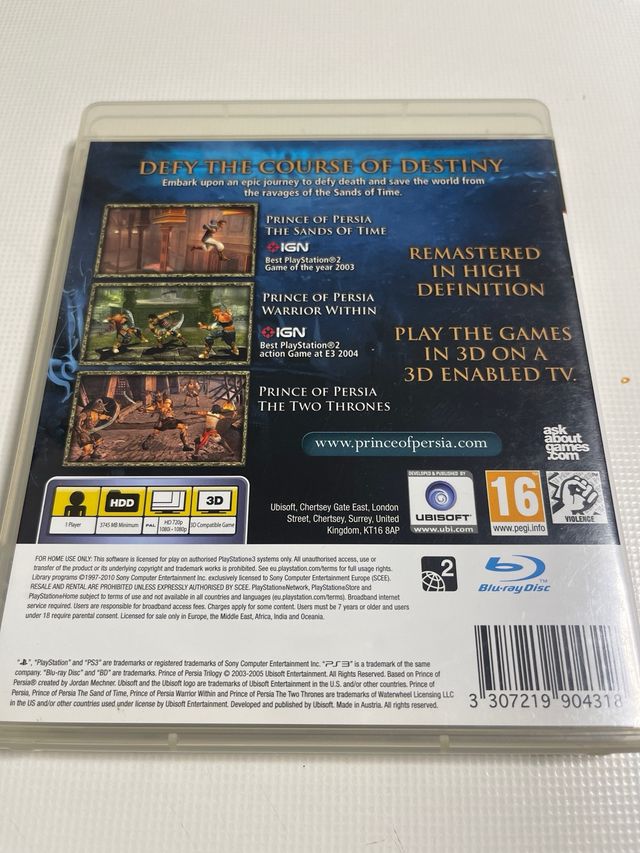 DEFY THE COURSE OF DESTINY
Embark upon an epic journey to defy death and save the world from
the ravages of the Sands of Time.
PRINCE OF PERSIA
THE SANDS OF TIME
IGN
Best PlayStation®2
Game of the year 2003
PRINCE OF PERSIA
WARRIOR WITHIN
IGN
Best PlayStation®2
action Game at E3 2004
PRINCE OF PERSIA
THE TWO THRONES
REMASTERED
IN HIGH
DEFINITION
PLAY THE GAMES
IN 3D ON A
3D ENABLED TV.
www.princeofpersia.com
ask
about
games
.com
1 Player
HDD
3745 MB Minimum
PAL
HD 720p
1080i - 1080p
3D
3D Compatible Game
Ubisoft, Chertsey Gate East, London
Street, Chertsey, Surrey, United
Kingdom, KT16 8AP
DEVELOPED & PUBLISHED BY
UBISOFT
www.ubi.com
16
www.pegi.info
VIOLENCE
FOR HOME USE ONLY: This software is licensed for play on authorised PlayStation®3 systems only. All unauthorised access, use or
transfer of the product or its underlying copyright and trademark works is prohibited. See eu.playstation.com/terms for full usage rights.
Library programs ©1997-2010 Sony Computer Entertainment Inc. exclusively licensed to Sony Computer Entertainment Europe (SCEE).
RESALE AND RENTAL ARE PROHIBITED UNLESS EXPRESSLY AUTHORISED BY SCEE. PlayStation®Network, PlayStation®Store and
PlayStation®Home subject to terms of use and not available in all countries and languages (eu.playstation.com/terms). Broadband internet
service required. Users are responsible for broadband access fees. Charges apply for some content. Users must be 7 years or older and users
under 18 require parental consent. Licensed for sale only in Europe, the Middle East, Africa, India and Oceania.
2
Blu-ray Disc™
"PlayStation" and "PS3" are trademarks or registered trademarks of Sony Computer Entertainment Inc. "PS3" is a trademark of the same
company. "Blu-ray Disc" and "BD" are trademarks. Prince of Persia Trilogy © 2003-2005 Ubisoft Entertainment. All Rights Reserved. Based on Prince of
Persia® created by Jordan Mechner. Ubisoft and the Ubisoft logo are trademarks of Ubisoft Entertainment in the U.S. and/or other countries. Prince of
Persia, Prince of Persia The Sand of Time, Prince of Persia Warrior Within and Prince of Persia The Two Thrones are trademarks of Waterwheel Licensing LLC
in the US and/or other countries used under license by Ubisoft Entertainment. Developed and published by Ubisoft. Made in Austria. All rights reserved.
3 307219 904318